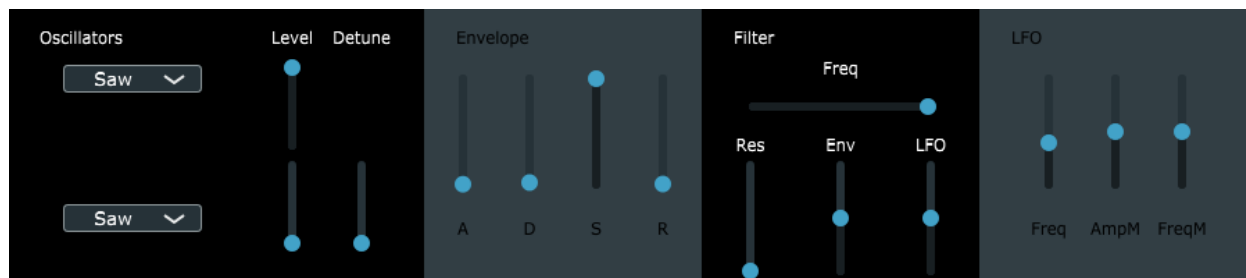 Oscillators Level Detune
Saw
Saw
Envelope
A D S R
Filter
Freq
Res Env LFO
LFO
Freq AmpM FreqM